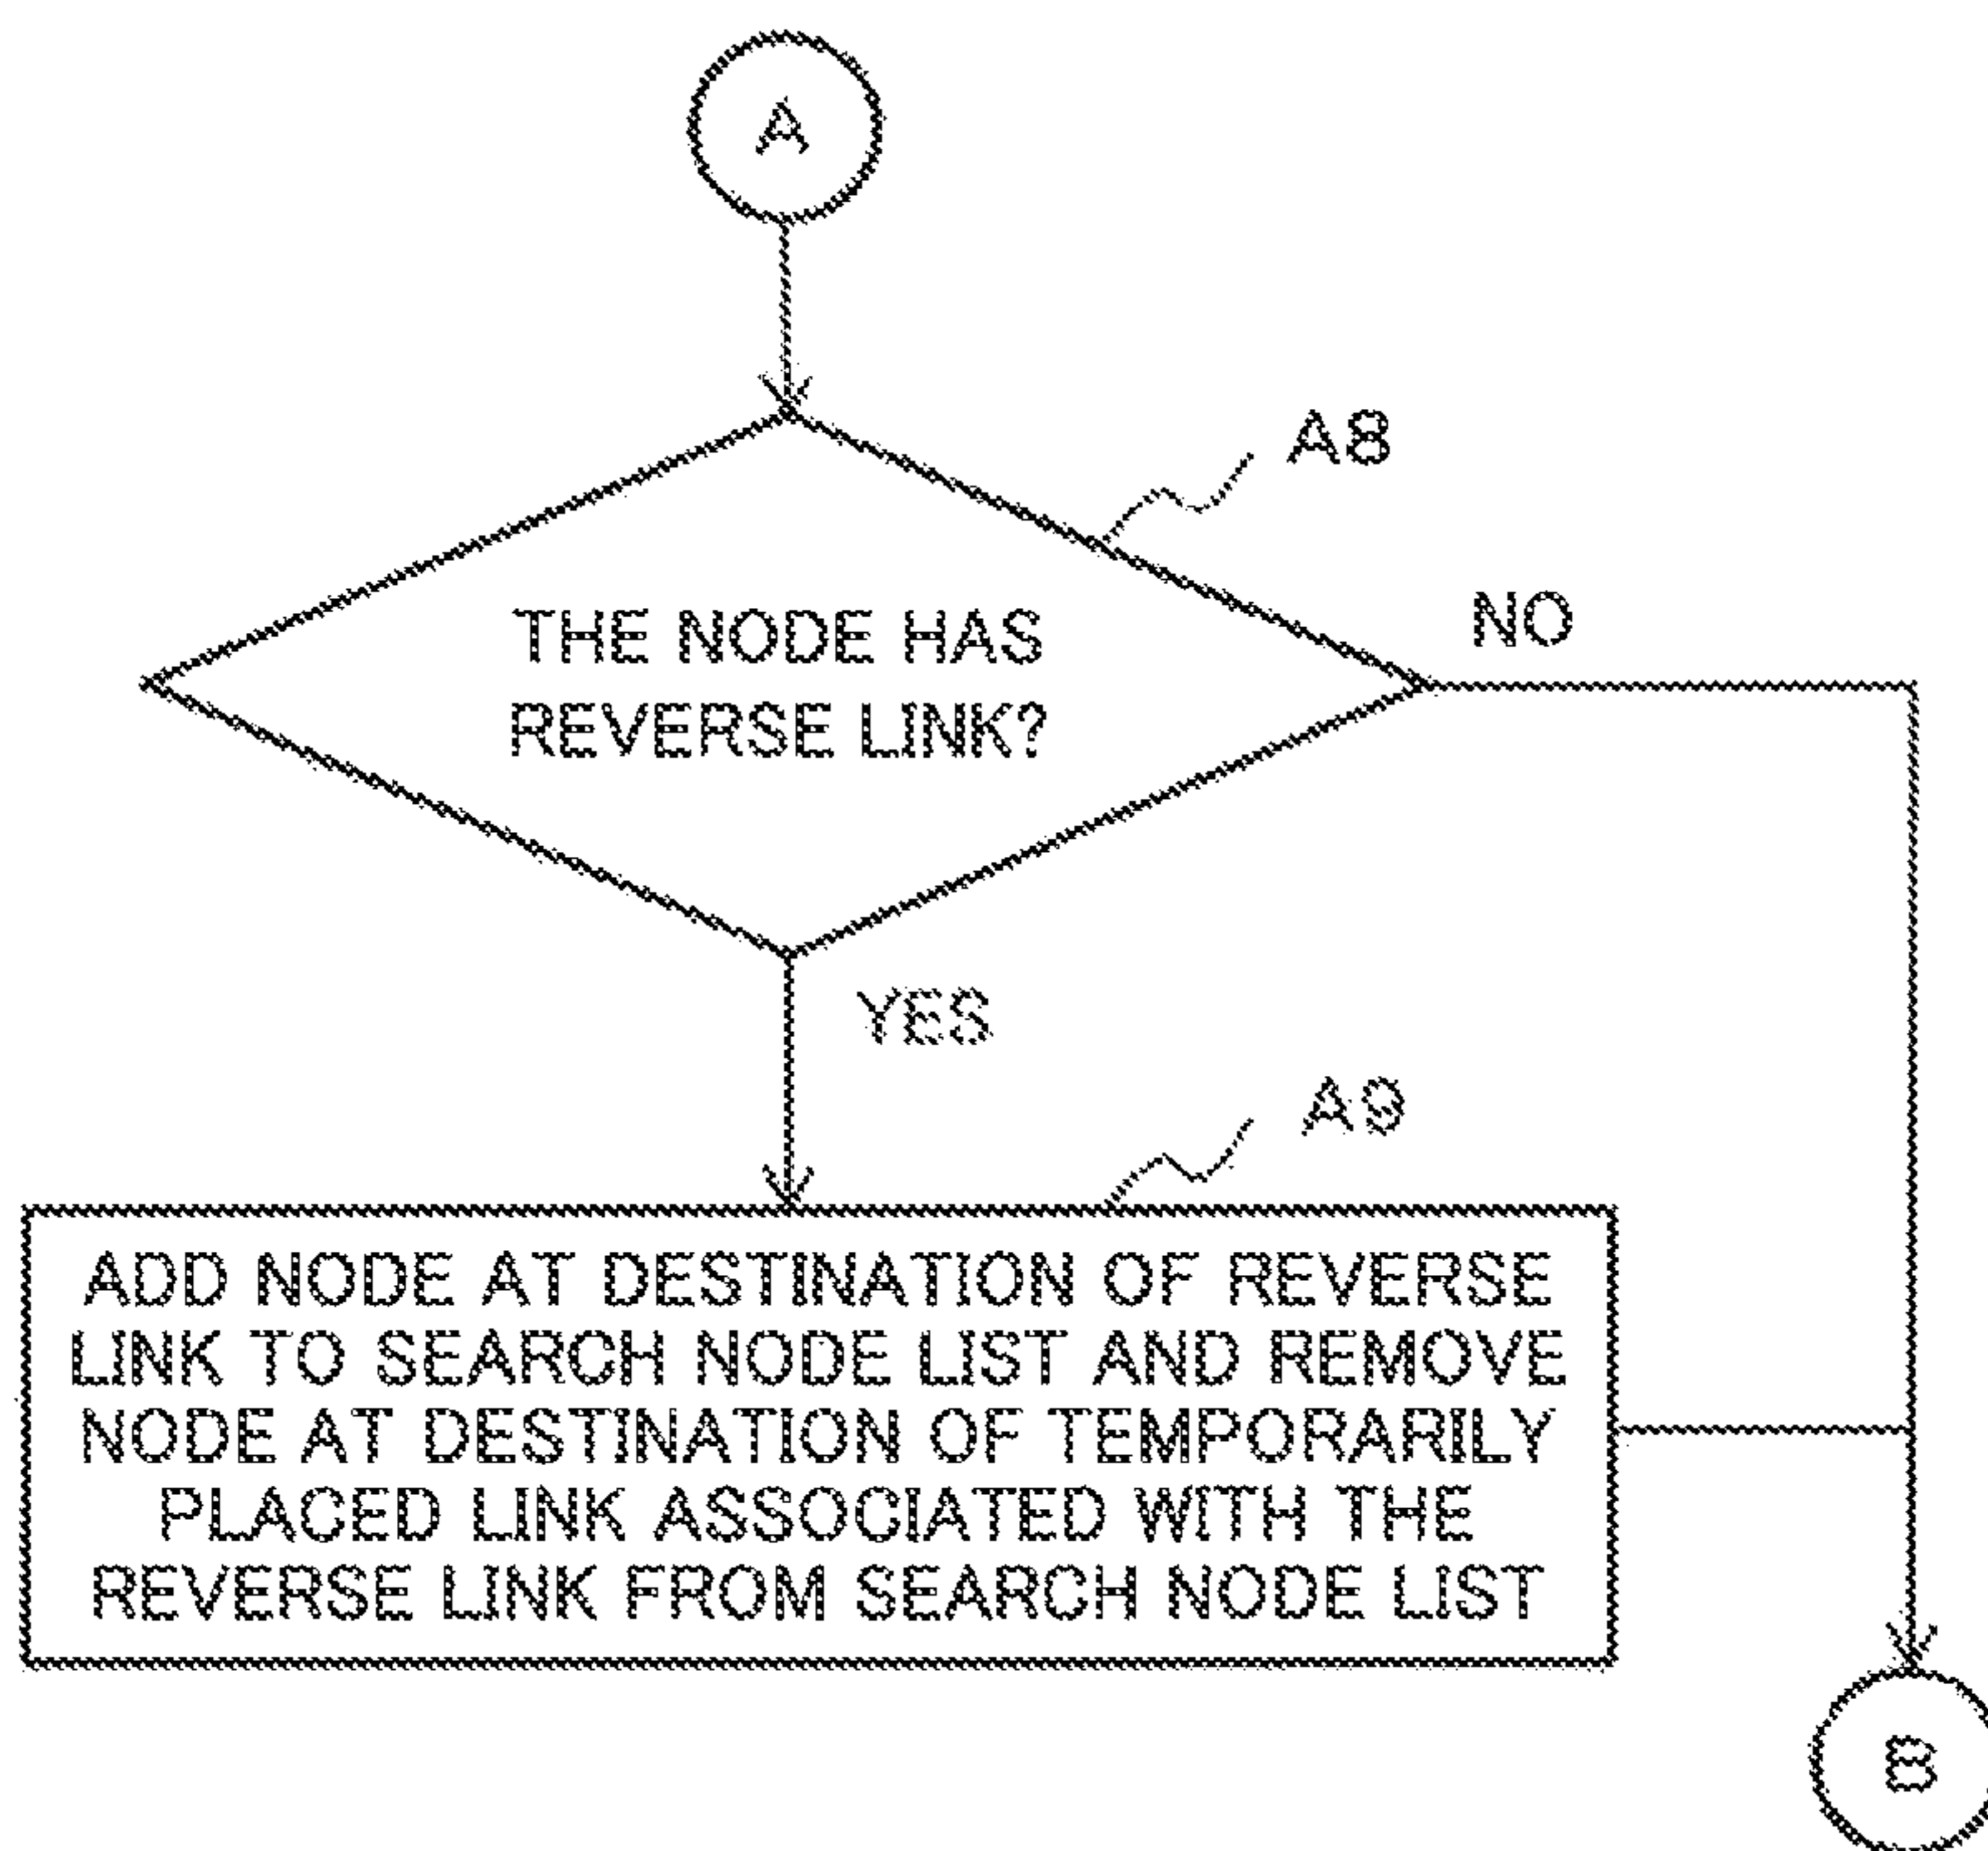 A
A8
THE NODE HAS
REVERSE LINK?
NO
YES
A9
ADD NODE AT DESTINATION OF REVERSE
LINK TO SEARCH NODE LIST AND REMOVE
NODE AT DESTINATION OF TEMPORARILY
PLACED LINK ASSOCIATED WITH THE
REVERSE LINK FROM SEARCH NODE LIST
B